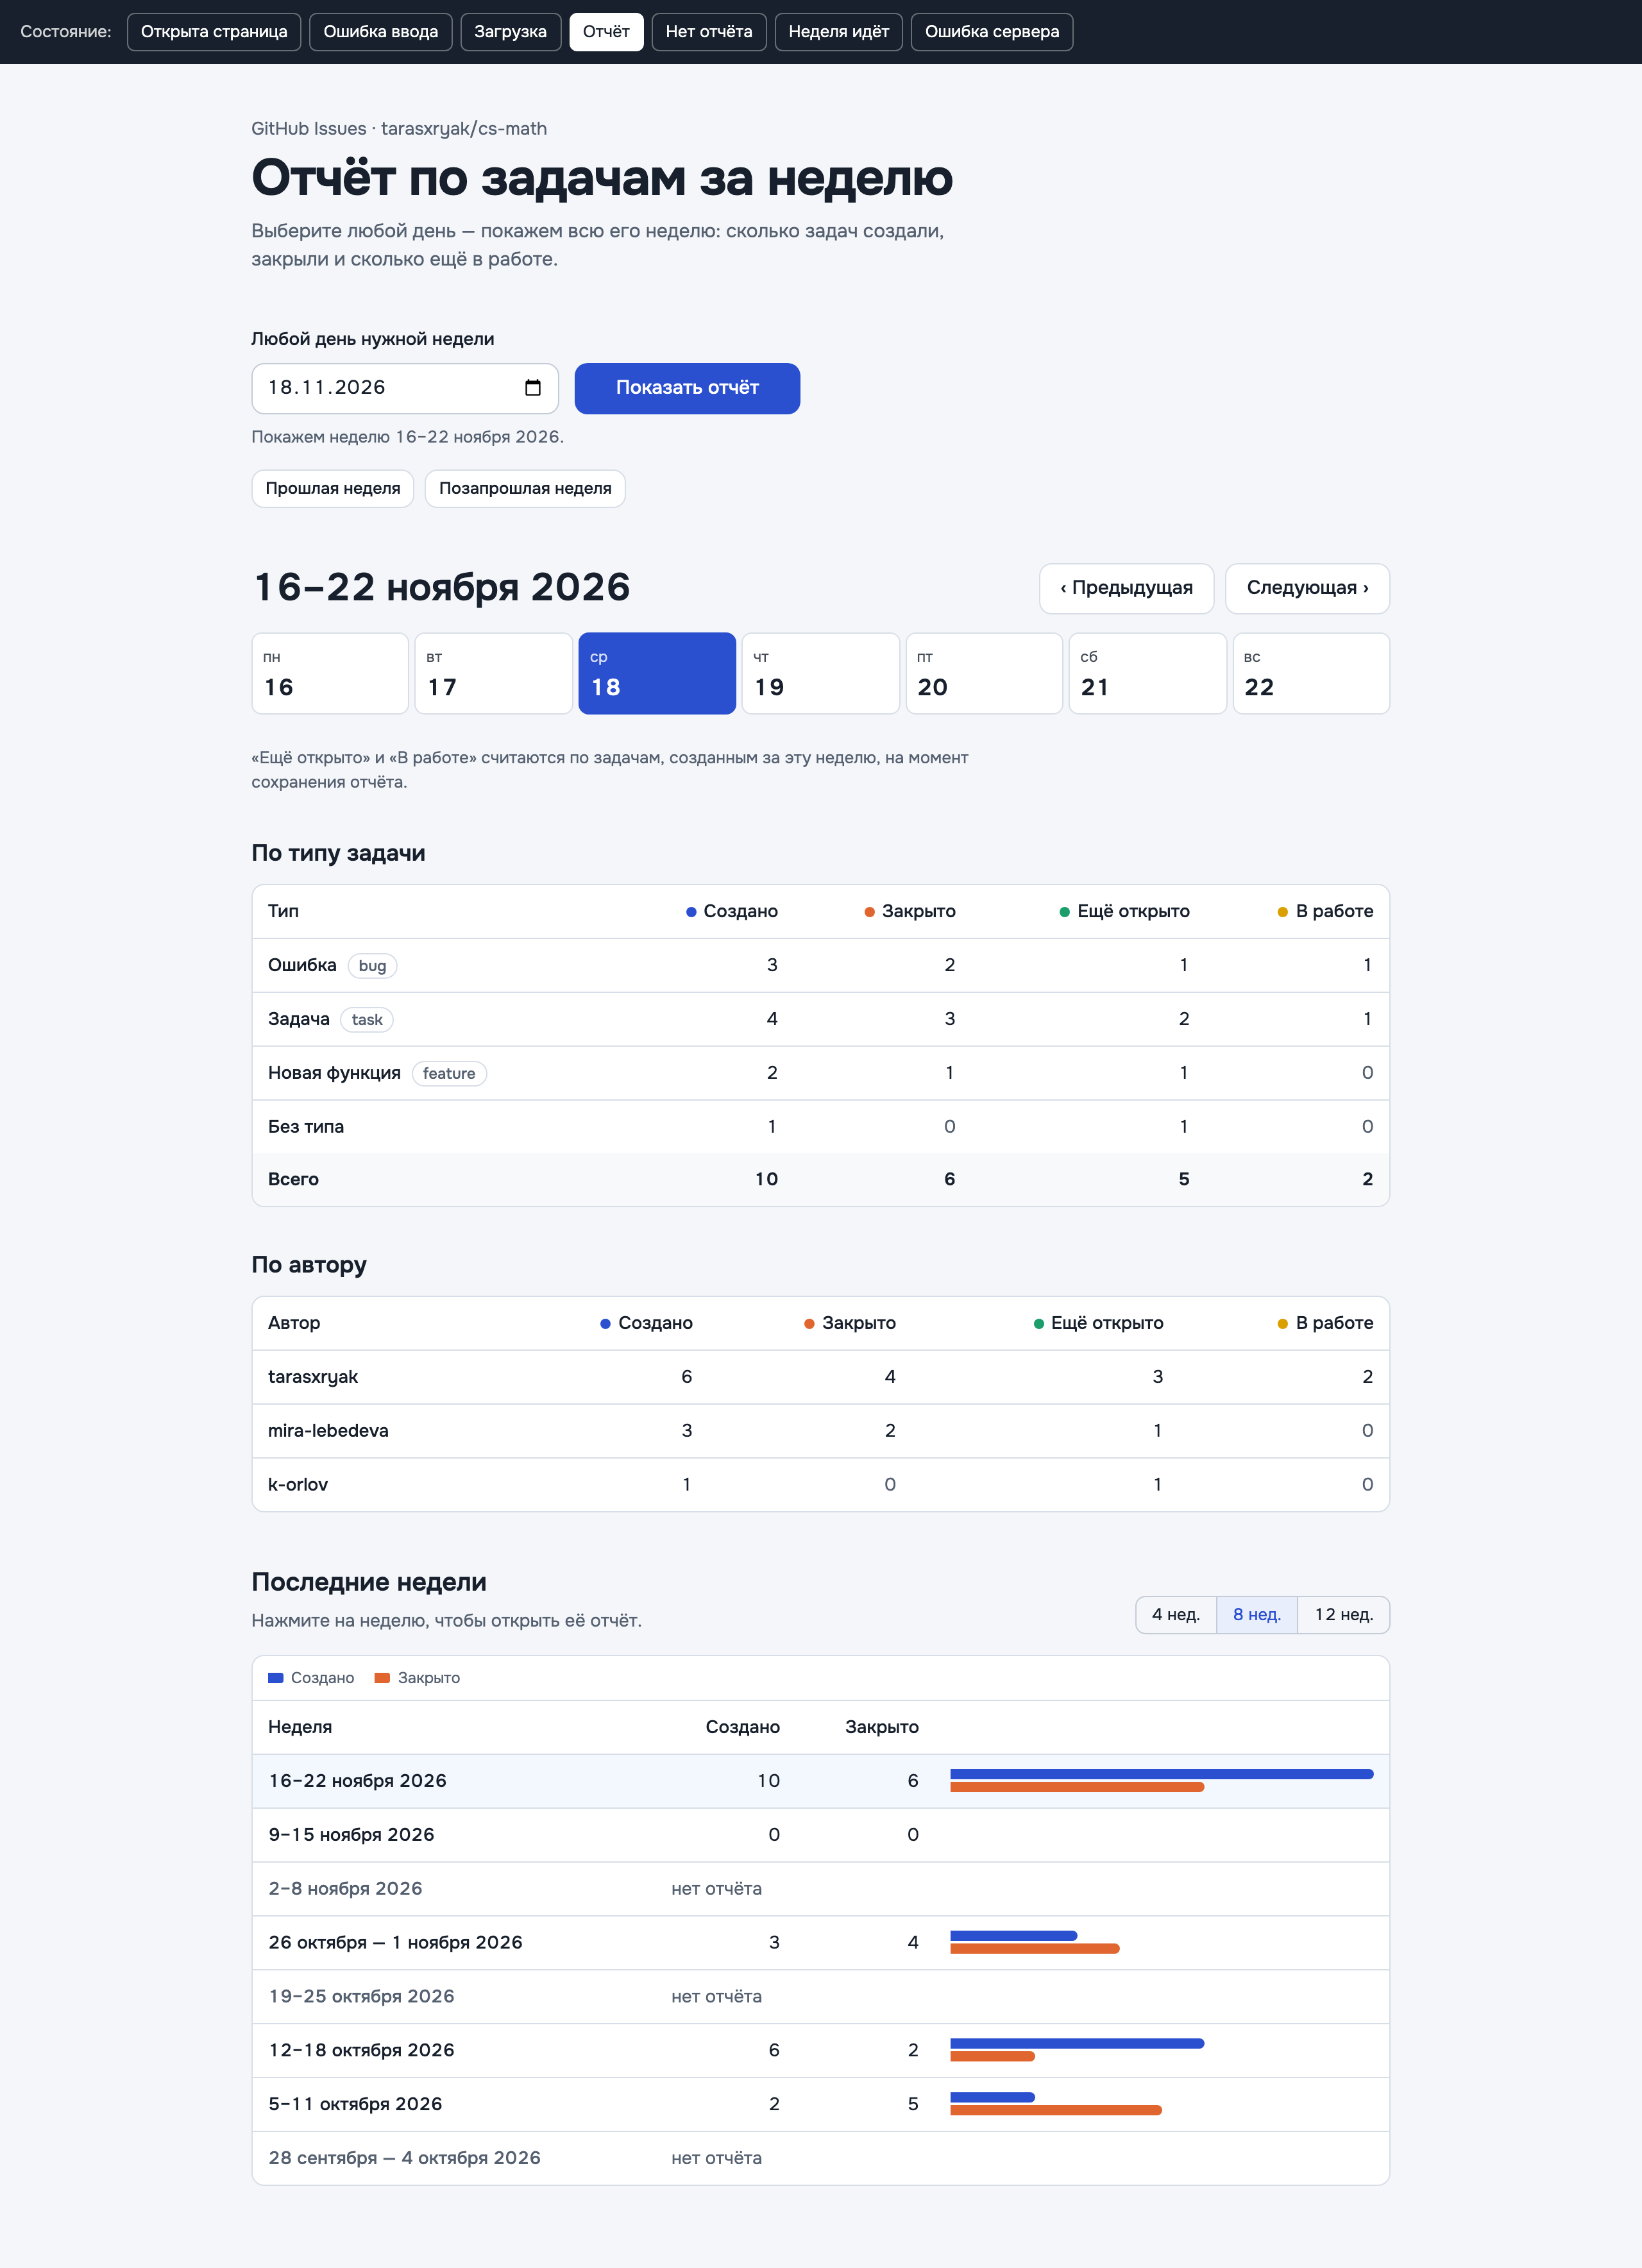 Состояние: Открыта страница Ошибка ввода Загрузка Отчёт Нет отчёта Неделя идёт Ошибка сервера
GitHub Issues · tarasxryak/cs-math
Отчёт по задачам за неделю
Выберите любой день — покажем всю его неделю: сколько задач создали,
закрыли и сколько ещё в работе.
Любой день нужной недели
18.11.2026 Показать отчёт
Покажем неделю 16–22 ноября 2026.
Прошлая неделя Позапрошлая неделя
16–22 ноября 2026 ‹ Предыдущая Следующая ›
пн вт ср чт пт сб вс
16 17 18 19 20 21 22
«Ещё открыто» и «В работе» считаются по задачам, созданным за эту неделю, на момент
сохранения отчёта.
По типу задачи
Тип Создано Закрыто Ещё открыто В работе
Ошибка bug 3 2 1 1
Задача task 4 3 2 1
Новая функция feature 2 1 1 0
Без типа 1 0 1 0
Всего 10 6 5 2
По автору
Автор Создано Закрыто Ещё открыто В работе
tarasxryak 6 4 3 2
mira-lebedeva 3 2 1 0
k-orlov 1 0 1 0
Последние недели
Нажмите на неделю, чтобы открыть её отчёт. 4 нед. 8 нед. 12 нед.
Создано Закрыто
Неделя Создано Закрыто
16–22 ноября 2026 10 6
9–15 ноября 2026 0 0
2–8 ноября 2026 нет отчёта
26 октября — 1 ноября 2026 3 4
19–25 октября 2026 нет отчёта
12–18 октября 2026 6 2
5–11 октября 2026 2 5
28 сентября — 4 октября 2026 нет отчёта